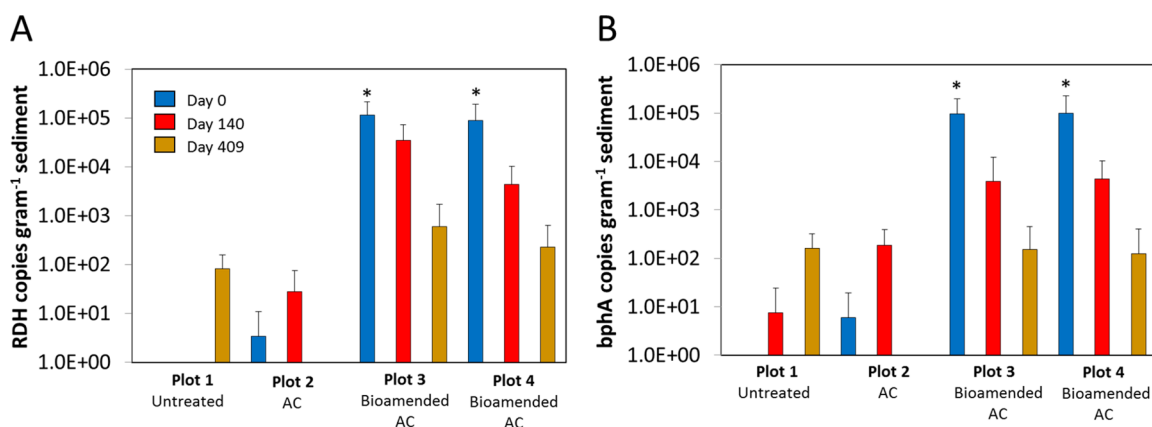 A
RDH copies gram⁻¹ sediment
1.0E+06
1.0E+05
1.0E+04
1.0E+03
1.0E+02
1.0E+01
1.0E+00
Day 0
Day 140
Day 409
*
*
Plot 1
Untreated
Plot 2
AC
Plot 3
Bioamended
AC
Plot 4
Bioamended
AC
B
bphA copies gram⁻¹ sediment
1.0E+06
1.0E+05
1.0E+04
1.0E+03
1.0E+02
1.0E+01
1.0E+00
*
*
Plot 1
Untreated
Plot 2
AC
Plot 3
Bioamended
AC
Plot 4
Bioamended
AC